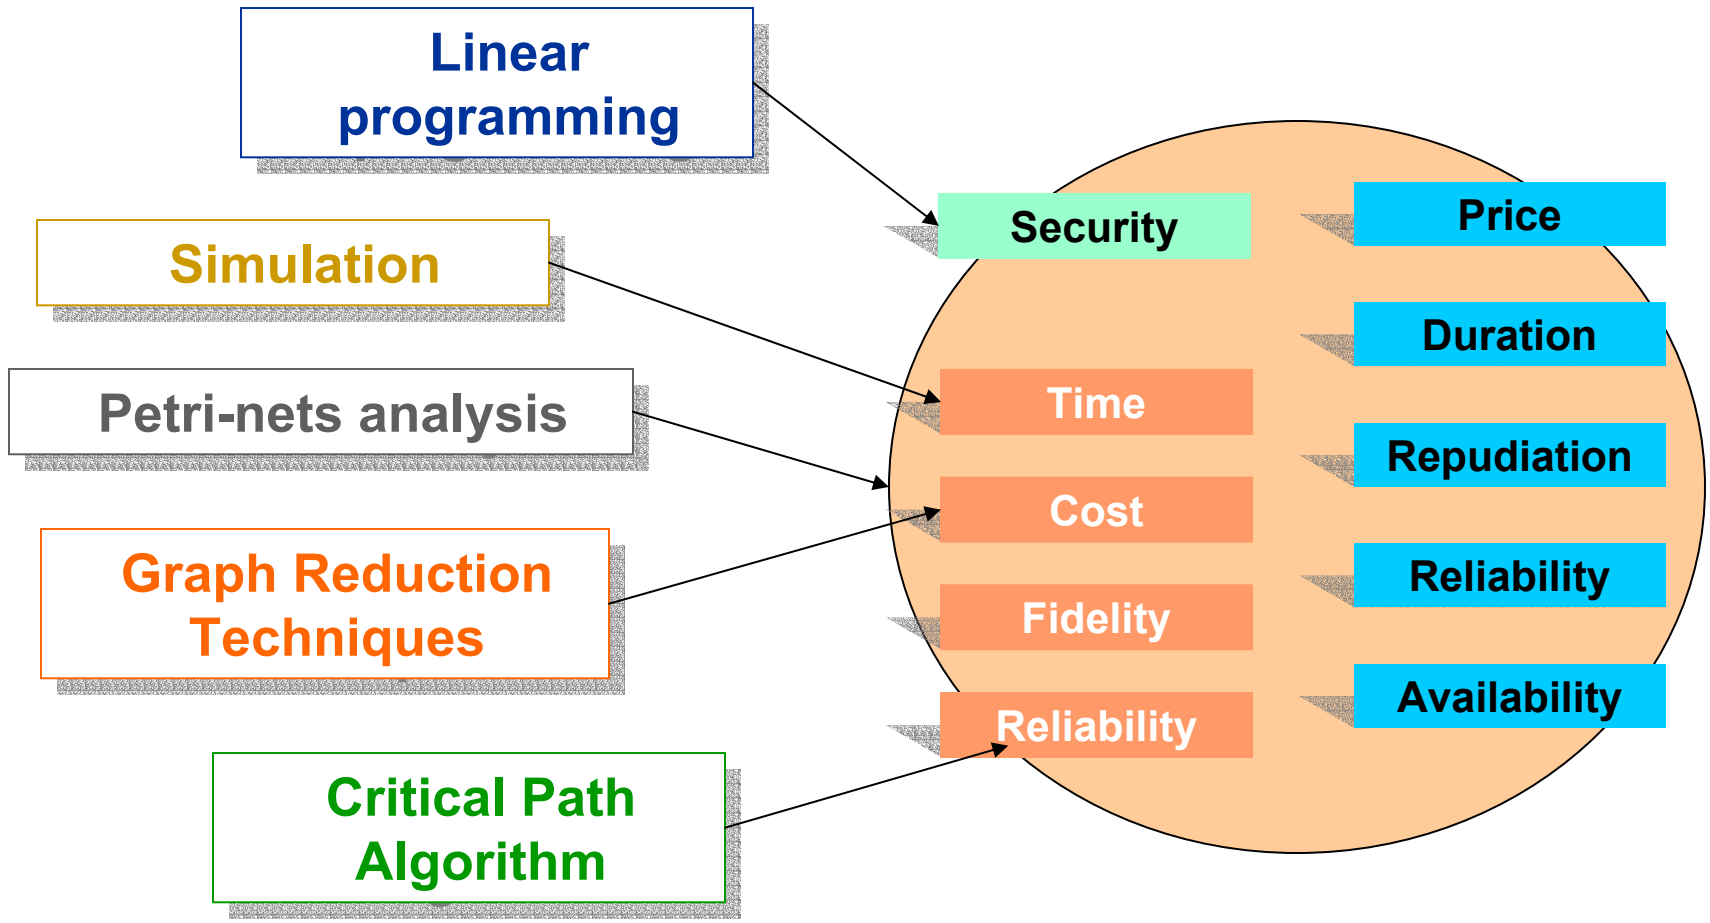 Linear
programming
Simulation
Petri-nets analysis
Graph Reduction
Techniques
Critical Path
Algorithm
Security
Time
Cost
Fidelity
Reliability
Price
Duration
Repudiation
Reliability
Availability